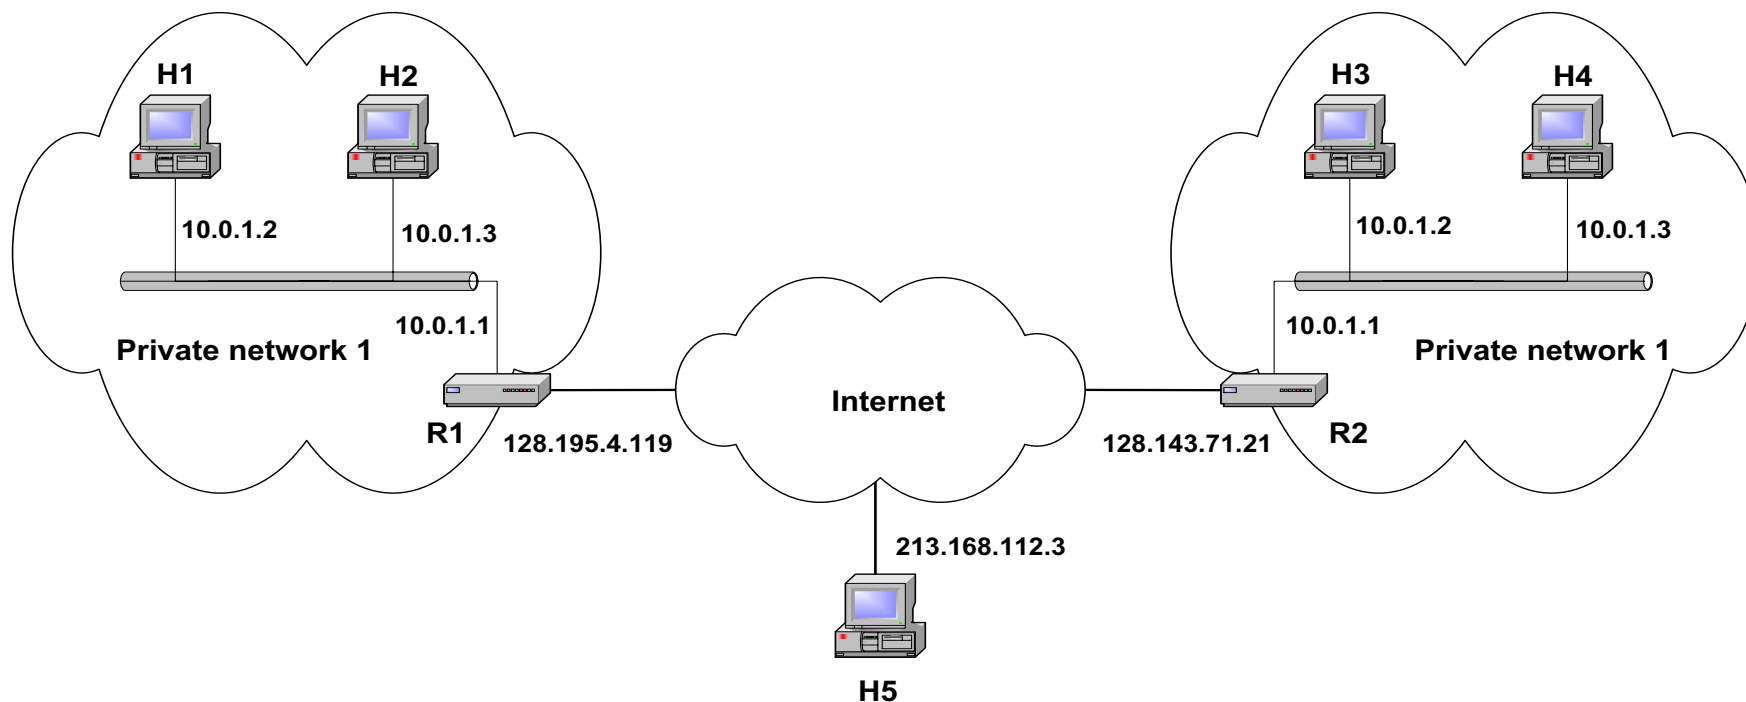 H1
H2
H3
H4
10.0.1.2
10.0.1.3
10.0.1.2
10.0.1.3
10.0.1.1
10.0.1.1
Private network 1
Private network 1
Internet
R1
R2
128.195.4.119
128.143.71.21
213.168.112.3
H5